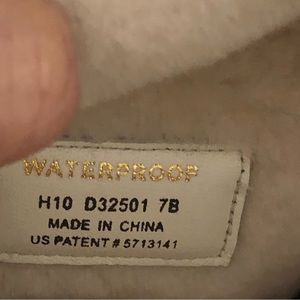 WATERPROOF
H10 D32501 7B
MADE IN CHINA
US PATENT # 5713141